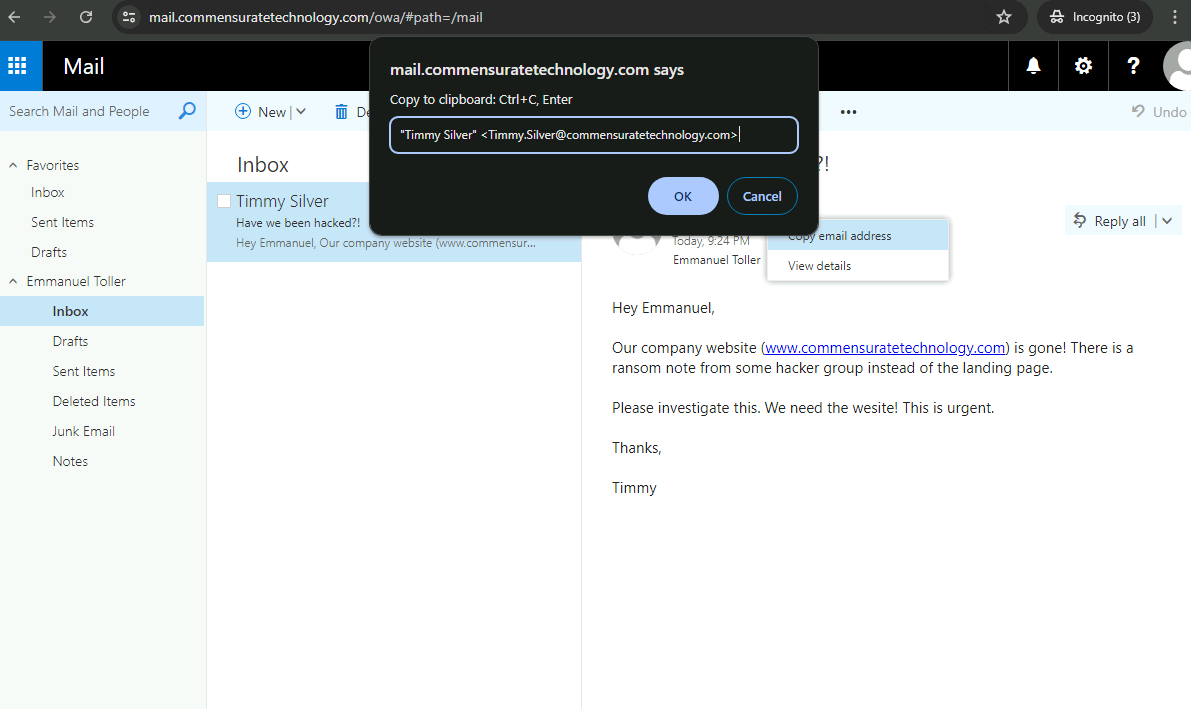 mail.commensuratetechnology.com/owa/#path=/mail
Incognito (3)
Mail
mail.commensuratetechnology.com says
Copy to clipboard: Ctrl+C, Enter
"Timmy Silver" <Timmy.Silver@commensuratetechnology.com>
OK
Cancel
Search Mail and People
New
De
Undo
Favorites
Inbox
Sent Items
Drafts
Emmanuel Toller
Inbox
Drafts
Sent Items
Deleted Items
Junk Email
Notes
Inbox
Timmy Silver
Have we been hacked?!
Hey Emmanuel, Our company website (www.commensur...
?!
Reply all
Today, 9:24 PM
Emmanuel Toller
Copy email address
View details
Hey Emmanuel,
Our company website (www.commensuratetechnology.com) is gone! There is a
ransom note from some hacker group instead of the landing page.
Please investigate this. We need the wesite! This is urgent.
Thanks,
Timmy